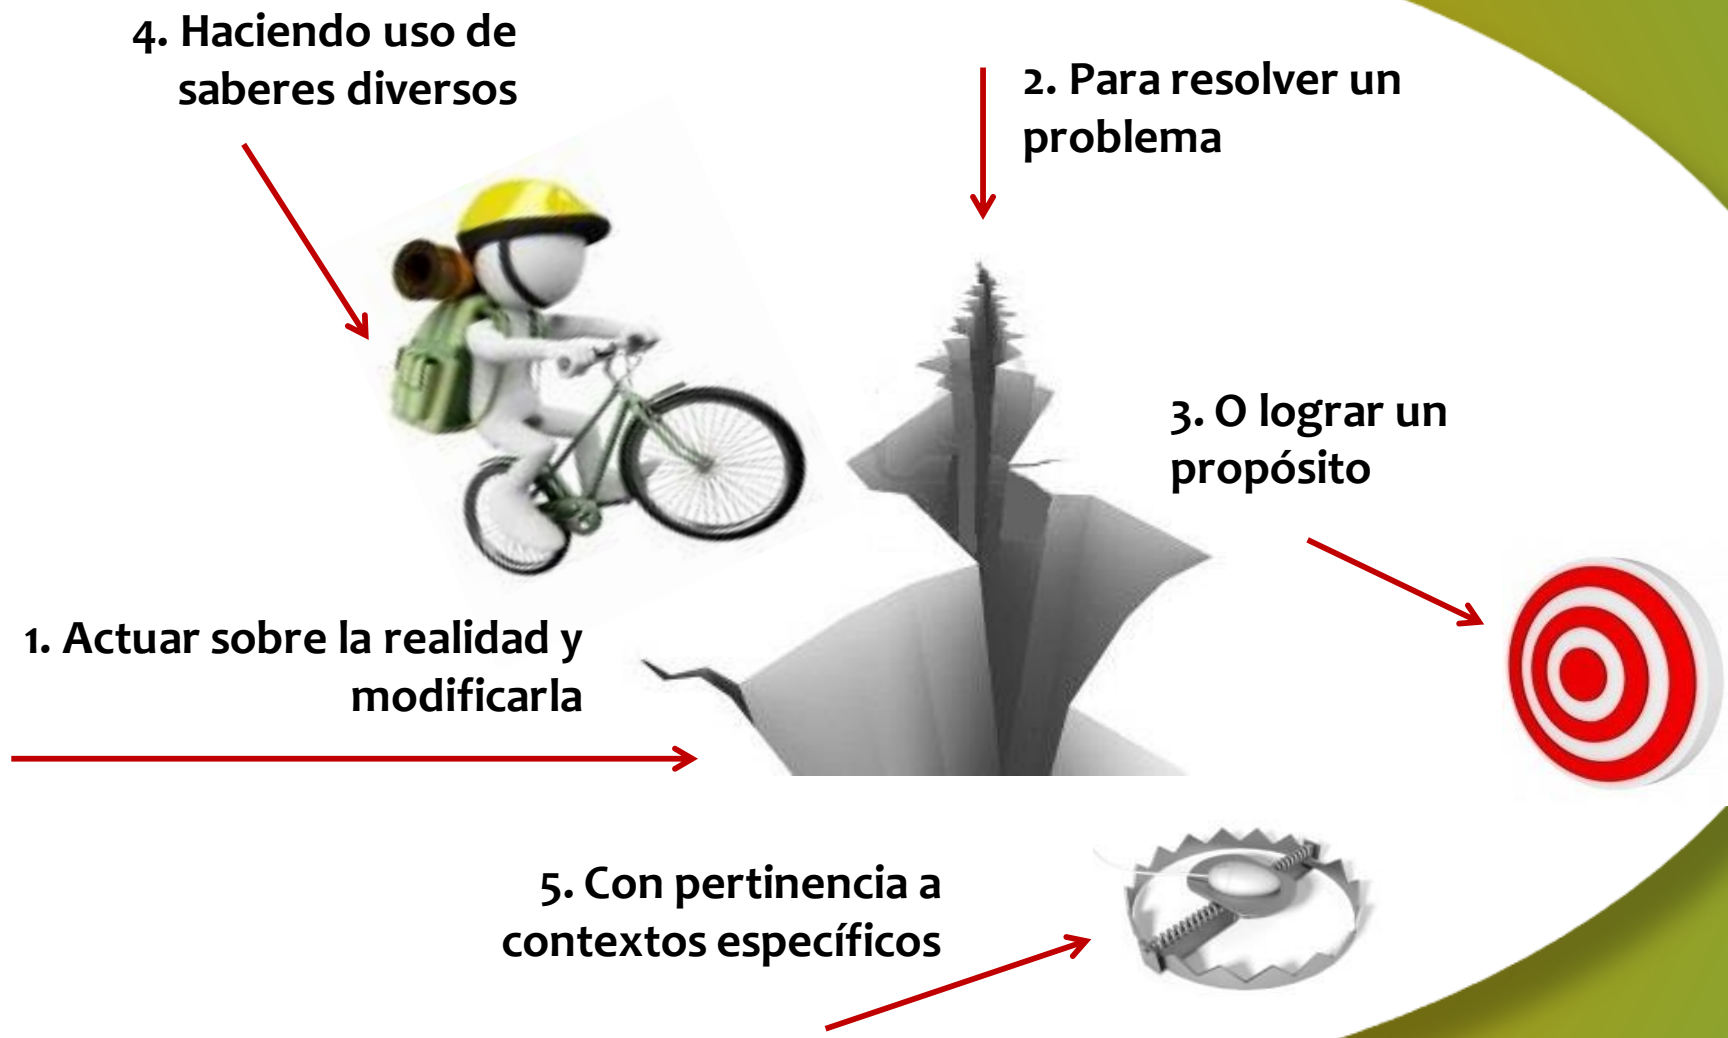 4. Haciendo uso de
saberes diversos
2. Para resolver un
problema
3. O lograr un
propósito
1. Actuar sobre la realidad y
modificarla
5. Con pertinencia a
contextos específicos